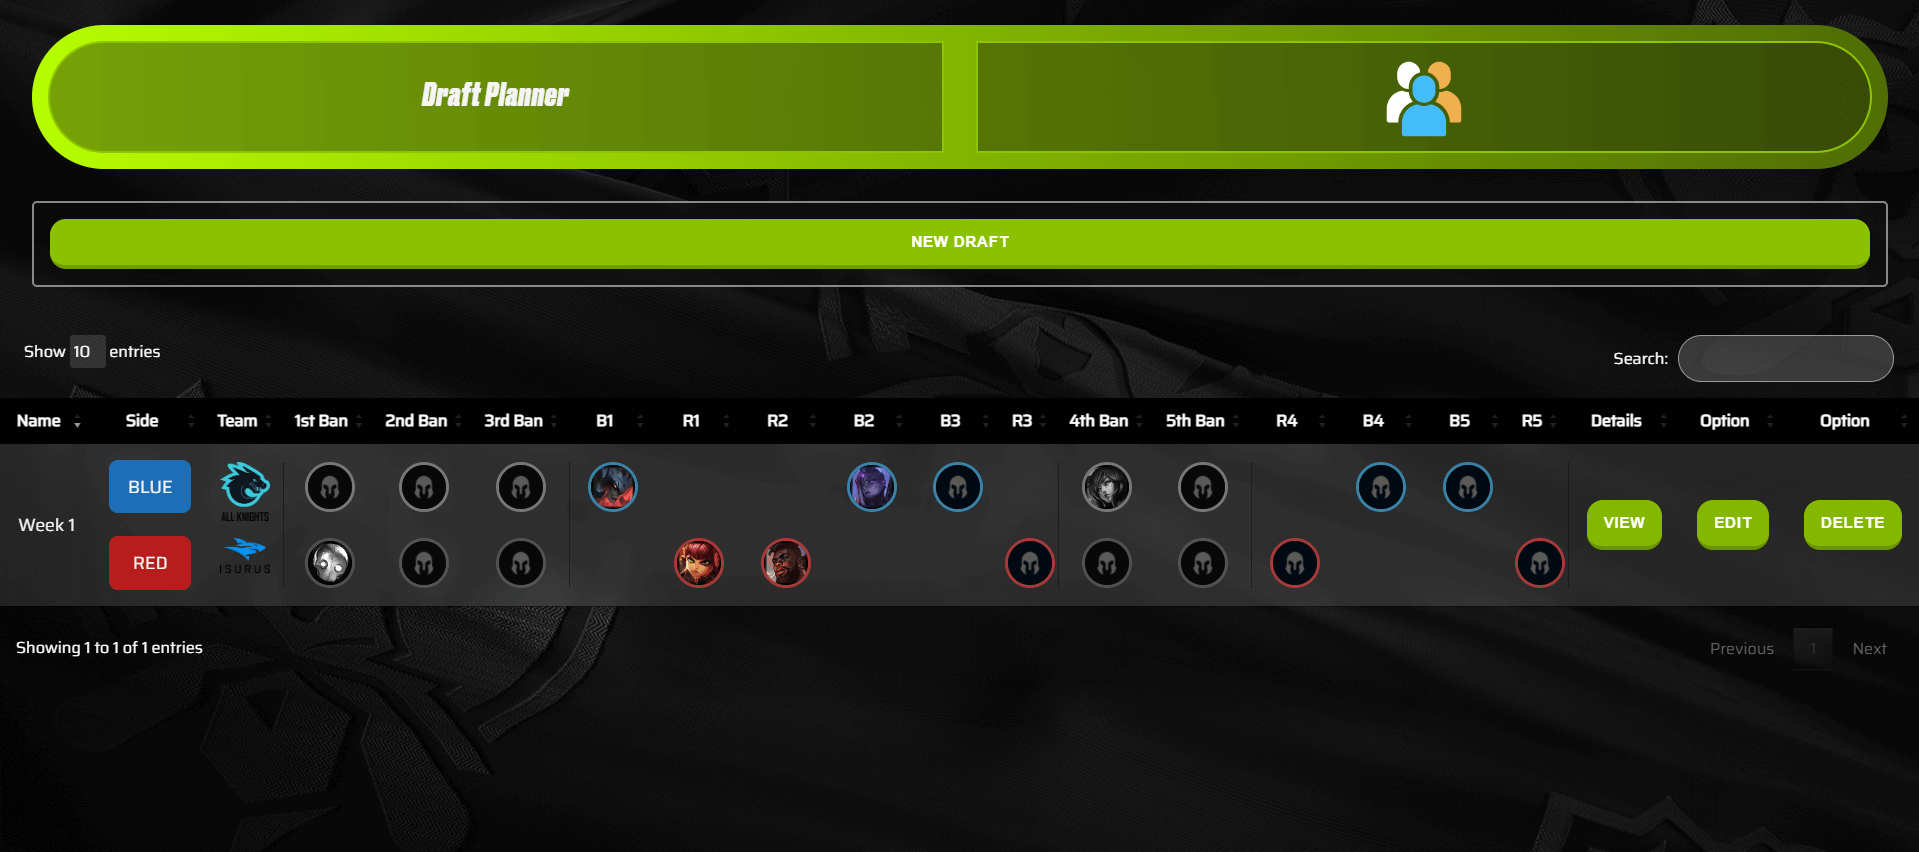 Draft Planner
NEW DRAFT
Show 10 entries
Search:
Name Side Team 1st Ban 2nd Ban 3rd Ban B1 R1 R2 B2 B3 R3 4th Ban 5th Ban R4 B4 B5 R5 Details Option Option
BLUE
ALL KNIGHTS
Week 1
VIEW EDIT DELETE
RED
ISURUS
Showing 1 to 1 of 1 entries
Previous 1 Next